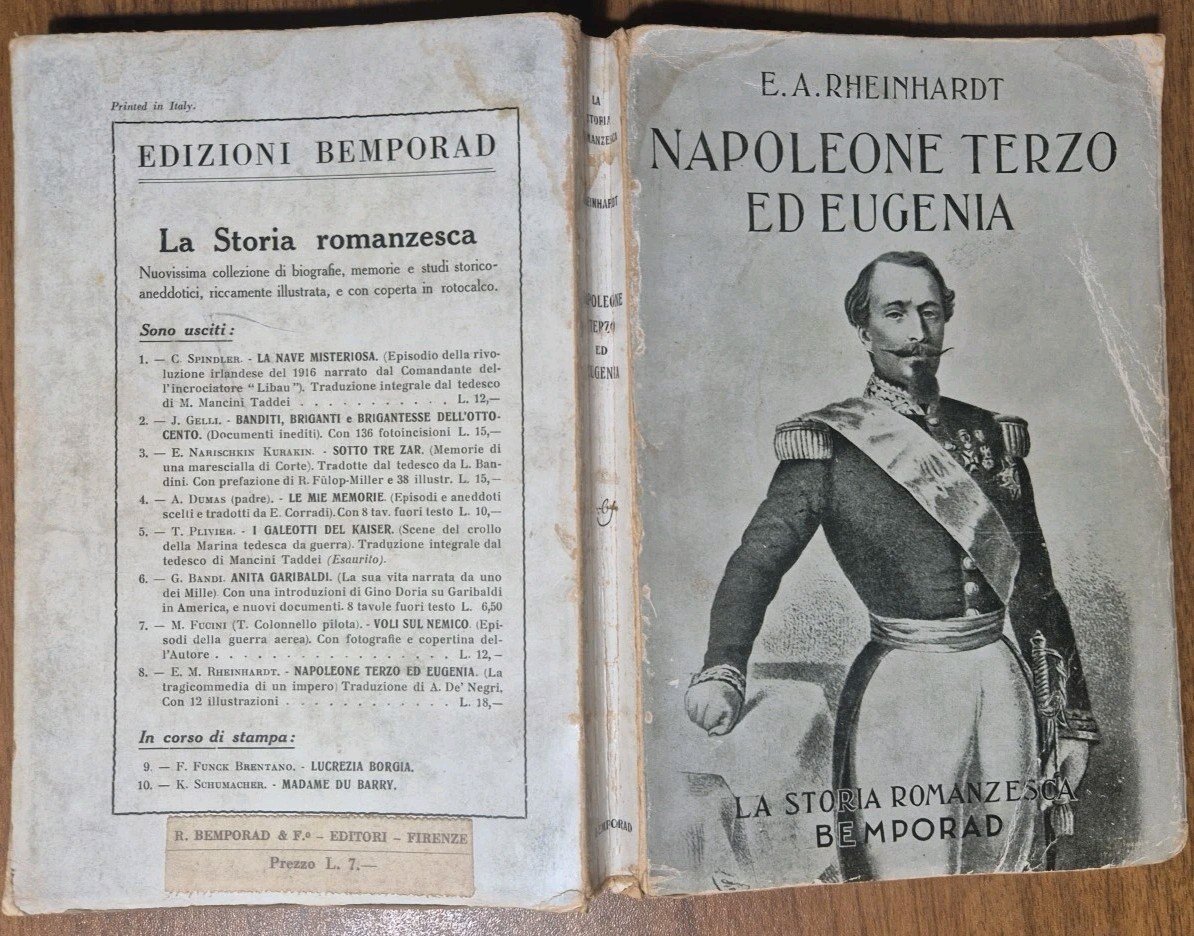 Printed in Italy.
EDIZIONI BEMPORAD
La Storia romanzesca
Nuovissima collezione di biografie, memorie e studi storico-
aneddotici, riccamente illustrata, e con coperta in rotocalco.
Sono usciti:
1. — C. SPINDLER. - LA NAVE MISTERIOSA. (Episodio della rivo-
luzione irlandese del 1916 narrato dal Comandante del-
l'incrociatore "Libau"). Traduzione integrale dal tedesco
di M. Mancini Taddei . . . . . . . . . . . L. 12,—
2. — J. GELLI. - BANDITI, BRIGANTI e BRIGANTESSE DELL'OTTO-
CENTO. (Documenti inediti). Con 136 fotoincisioni L. 15,—
3. — E. NARISCHKIN KURAKIN. - SOTTO TRE ZAR. (Memorie di
una marescialla di Corte). Tradotte dal tedesco da L. Ban-
dini. Con prefazione di R. Fülop-Miller e 38 illustr. L. 15,—
4. — A. DUMAS (padre). - LE MIE MEMORIE. (Episodi e aneddoti
scelti e tradotti da E. Corradi). Con 8 tav. fuori testo L. 10,—
5. — T. PLIVIER. - I GALEOTTI DEL KAISER. (Scene del crollo
della Marina tedesca da guerra). Traduzione integrale dal
tedesco di Mancini Taddei (Esaurito).
6. — G. BANDI. ANITA GARIBALDI. (La sua vita narrata da uno
dei Mille). Con una introduzioni di Gino Doria su Garibaldi
in America, e nuovi documenti. 8 tavole fuori testo L. 6,50
7. — M. FUCINI (T. Colonnello pilota). - VOLI SUL NEMICO. (Epi-
sodi della guerra aerea). Con fotografie e copertina del-
l'Autore . . . . . . . . . . . . . . . . . L. 12,—
8. — E. M. RHEINHARDT. - NAPOLEONE TERZO ED EUGENIA. (La
tragicommedia di un impero) Traduzione di A. De' Negri.
Con 12 illustrazioni . . . . . . . . . . . . L. 18,—
In corso di stampa:
9. — F. FUNCK BRENTANO. - LUCREZIA BORGIA.
10. — K. SCHUMACHER. - MADAME DU BARRY.
R. BEMPORAD & F.º - EDITORI - FIRENZE
Prezzo L. 7.—
LA
STORIA
ROMANZESCA
RHEINHARDT
NAPOLEONE
TERZO
ED
EUGENIA
BEMPORAD
E. A. RHEINHARDT
NAPOLEONE TERZO
ED EUGENIA
LA STORIA ROMANZESCA
BEMPORAD